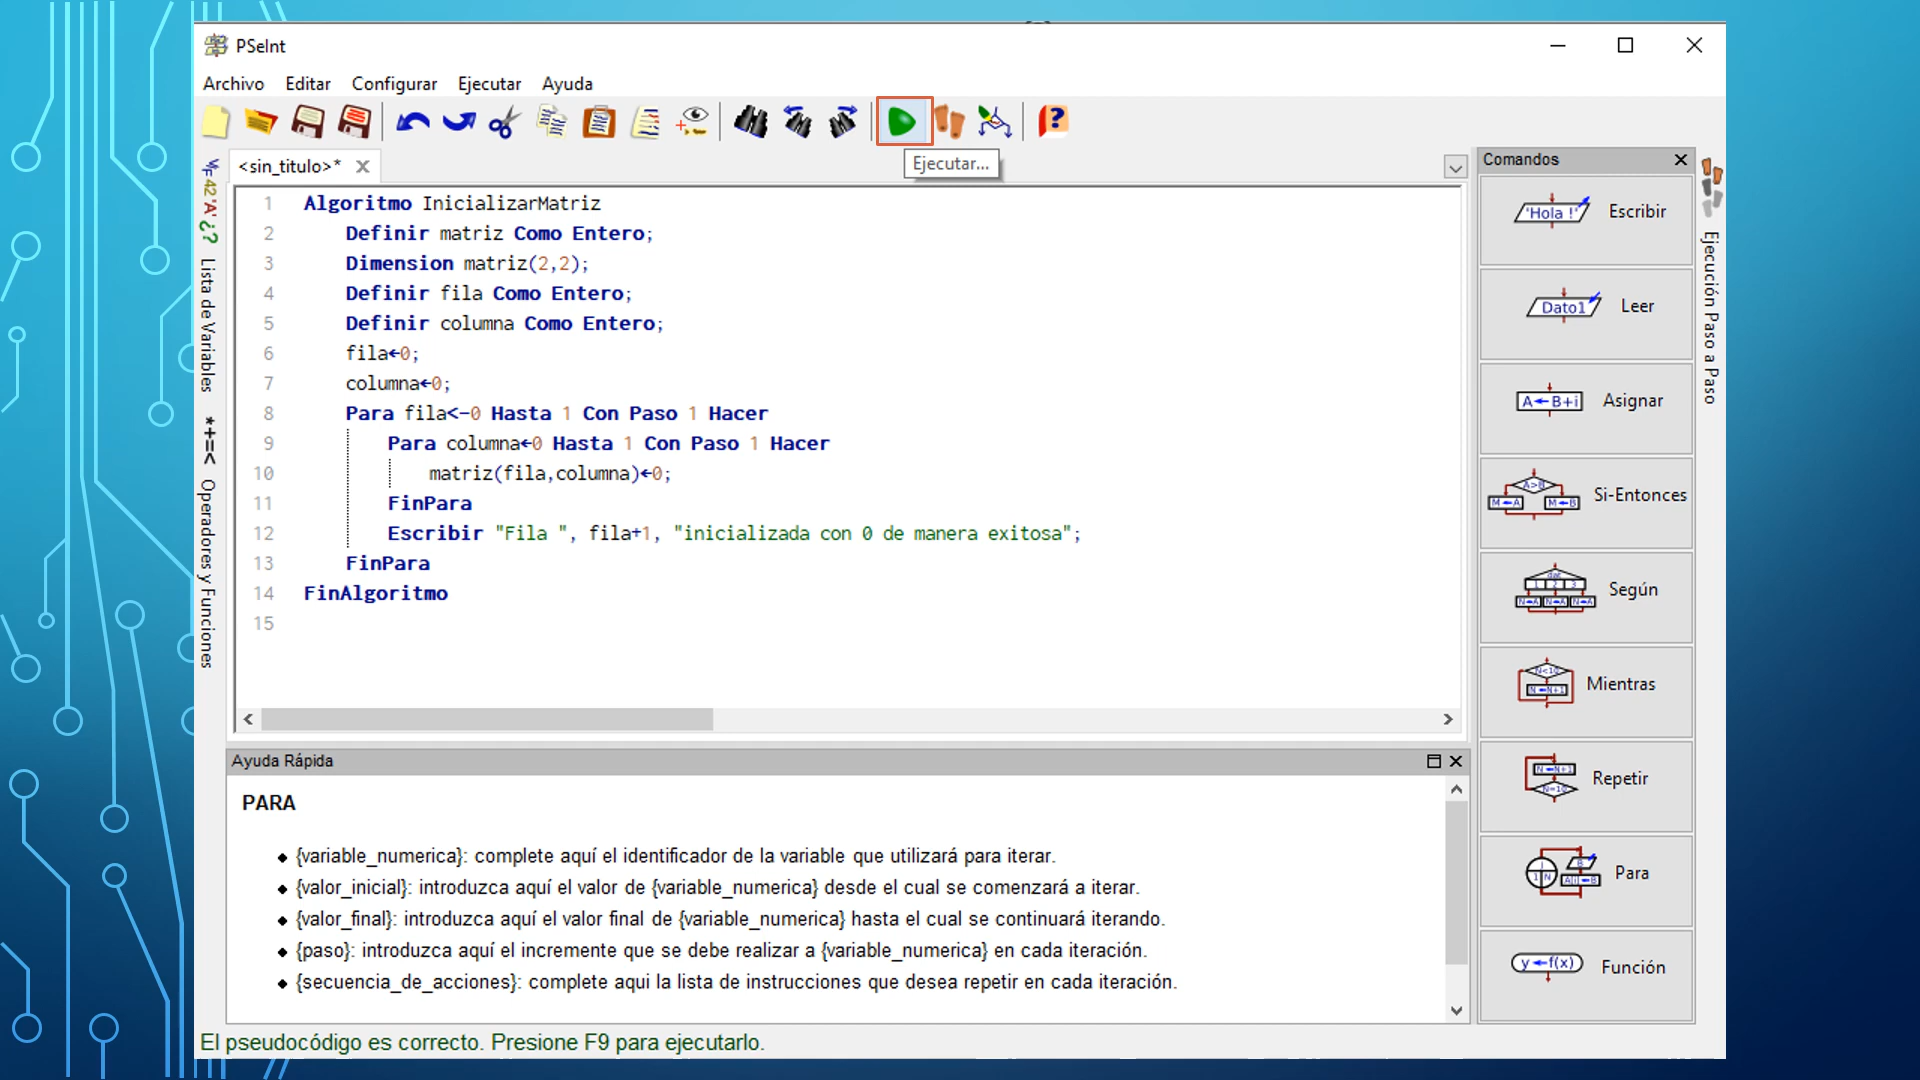 PSeInt
Archivo Editar Configurar Ejecutar Ayuda
Ejecutar...
<sin_titulo>*
Lista de Variables
*+=< Operadores y Funciones
1 Algoritmo InicializarMatriz
2 Definir matriz Como Entero;
3 Dimension matriz(2,2);
4 Definir fila Como Entero;
5 Definir columna Como Entero;
6 fila←0;
7 columna←0;
8 Para fila<-0 Hasta 1 Con Paso 1 Hacer
9 Para columna←0 Hasta 1 Con Paso 1 Hacer
10 matriz(fila,columna)←0;
11 FinPara
12 Escribir "Fila ", fila+1, "inicializada con 0 de manera exitosa";
13 FinPara
14 FinAlgoritmo
15
Ayuda Rápida
PARA
{variable_numerica}: complete aquí el identificador de la variable que utilizará para iterar.
{valor_inicial}: introduzca aquí el valor de {variable_numerica} desde el cual se comenzará a iterar.
{valor_final}: introduzca aquí el valor final de {variable_numerica} hasta el cual se continuará iterando.
{paso}: introduzca aquí el incremente que se debe realizar a {variable_numerica} en cada iteración.
{secuencia_de_acciones}: complete aqui la lista de instrucciones que desea repetir en cada iteración.
El pseudocódigo es correcto. Presione F9 para ejecutarlo.
Comandos
'Hola !' Escribir
Dato1 Leer
A←B+i Asignar
A>B M←A M←B Si-Entonces
Según
Mientras
Repetir
Para
y←f(x) Función
Ejecución Paso a Paso